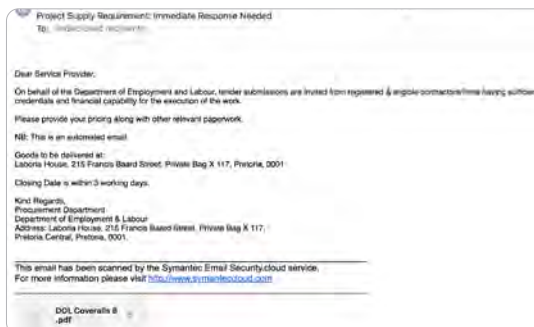 Project Supply Requirement: Immediate Response Needed
To: undisclosed recipients
Dear Service Provider,
On behalf of the Department of Employment and Labour, tender submissions are invited from registered & eligible contractors/firms having sufficient
credentials and financial capability for the execution of the work.
Please provide your pricing along with other relevant paperwork.
NB: This is an automated email.
Goods to be delivered at:
Laboria House, 215 Francis Baard Street, Private Bag X 117, Pretoria, 0001
Closing Date is within 3 working days.
Kind Regards,
Procurement Department
Department of Employment & Labour
Address: Laboria House, 215 Francis Baard Street, Private Bag X 117,
Pretoria Central, Pretoria, 0001.
This email has been scanned by the Symantec Email Security.cloud service.
For more information please visit http://www.symanteccloud.com
DOL Coveralls 8
.pdf